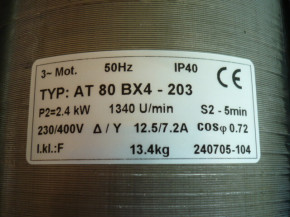 3~ Mot. 50Hz IP40 CE
TYP: AT 80 BX4 - 203
P2=2.4 kW 1340 U/min S2 - 5min
230/400V Δ / Y 12.5/7.2A cosφ 0.72
I.kl.:F 13.4kg 240705-104